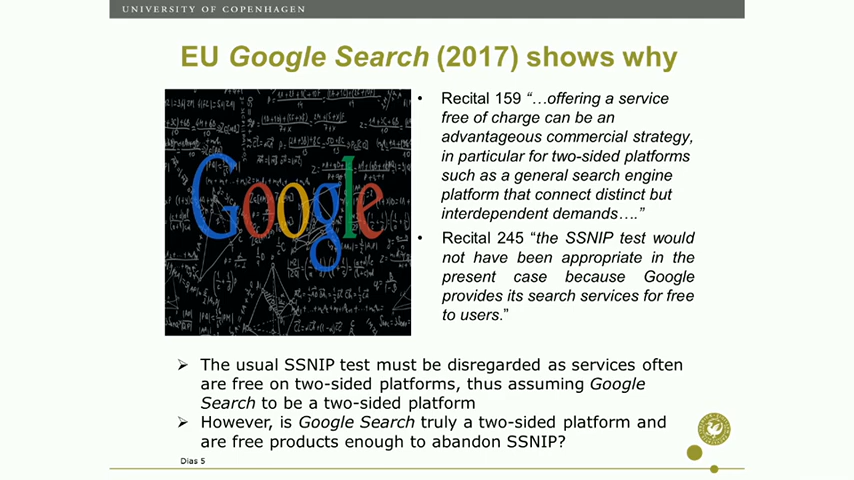 UNIVERSITY OF COPENHAGEN
EU Google Search (2017) shows why
Google
• Recital 159 “…offering a service
free of charge can be an
advantageous commercial strategy,
in particular for two-sided platforms
such as a general search engine
platform that connect distinct but
interdependent demands….”
• Recital 245 “the SSNIP test would
not have been appropriate in the
present case because Google
provides its search services for free
to users.”
➢ The usual SSNIP test must be disregarded as services often
are free on two-sided platforms, thus assuming Google
Search to be a two-sided platform
➢ However, is Google Search truly a two-sided platform and
are free products enough to abandon SSNIP?
Dias 5